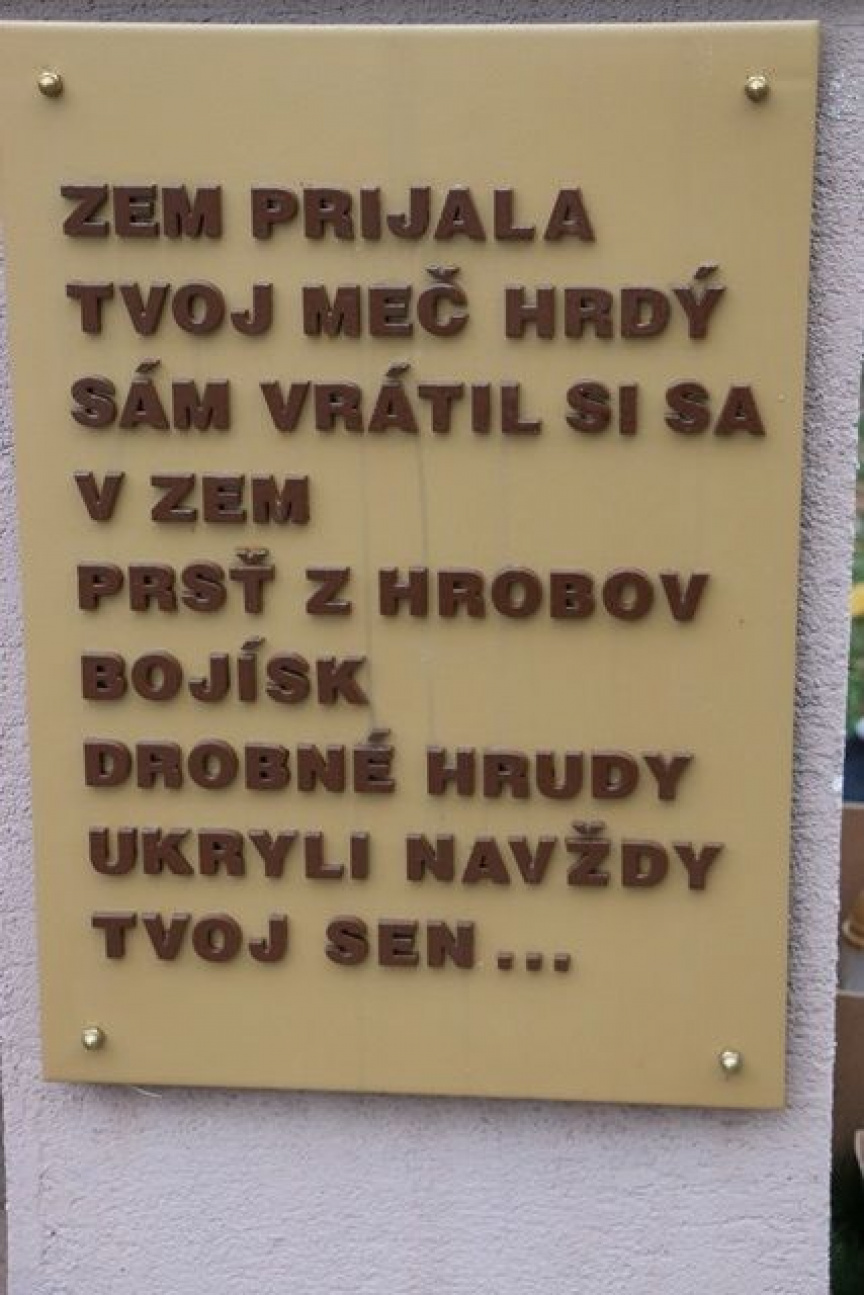 ZEM PRIJALA
TVOJ MEČ HRDÝ
SÁM VRÁTIL SI SA
V ZEM
PRSŤ Z HROBOV
BOJÍSK
DROBNÉ HRUDY
UKRYLI NAVŽDY
TVOJ SEN...